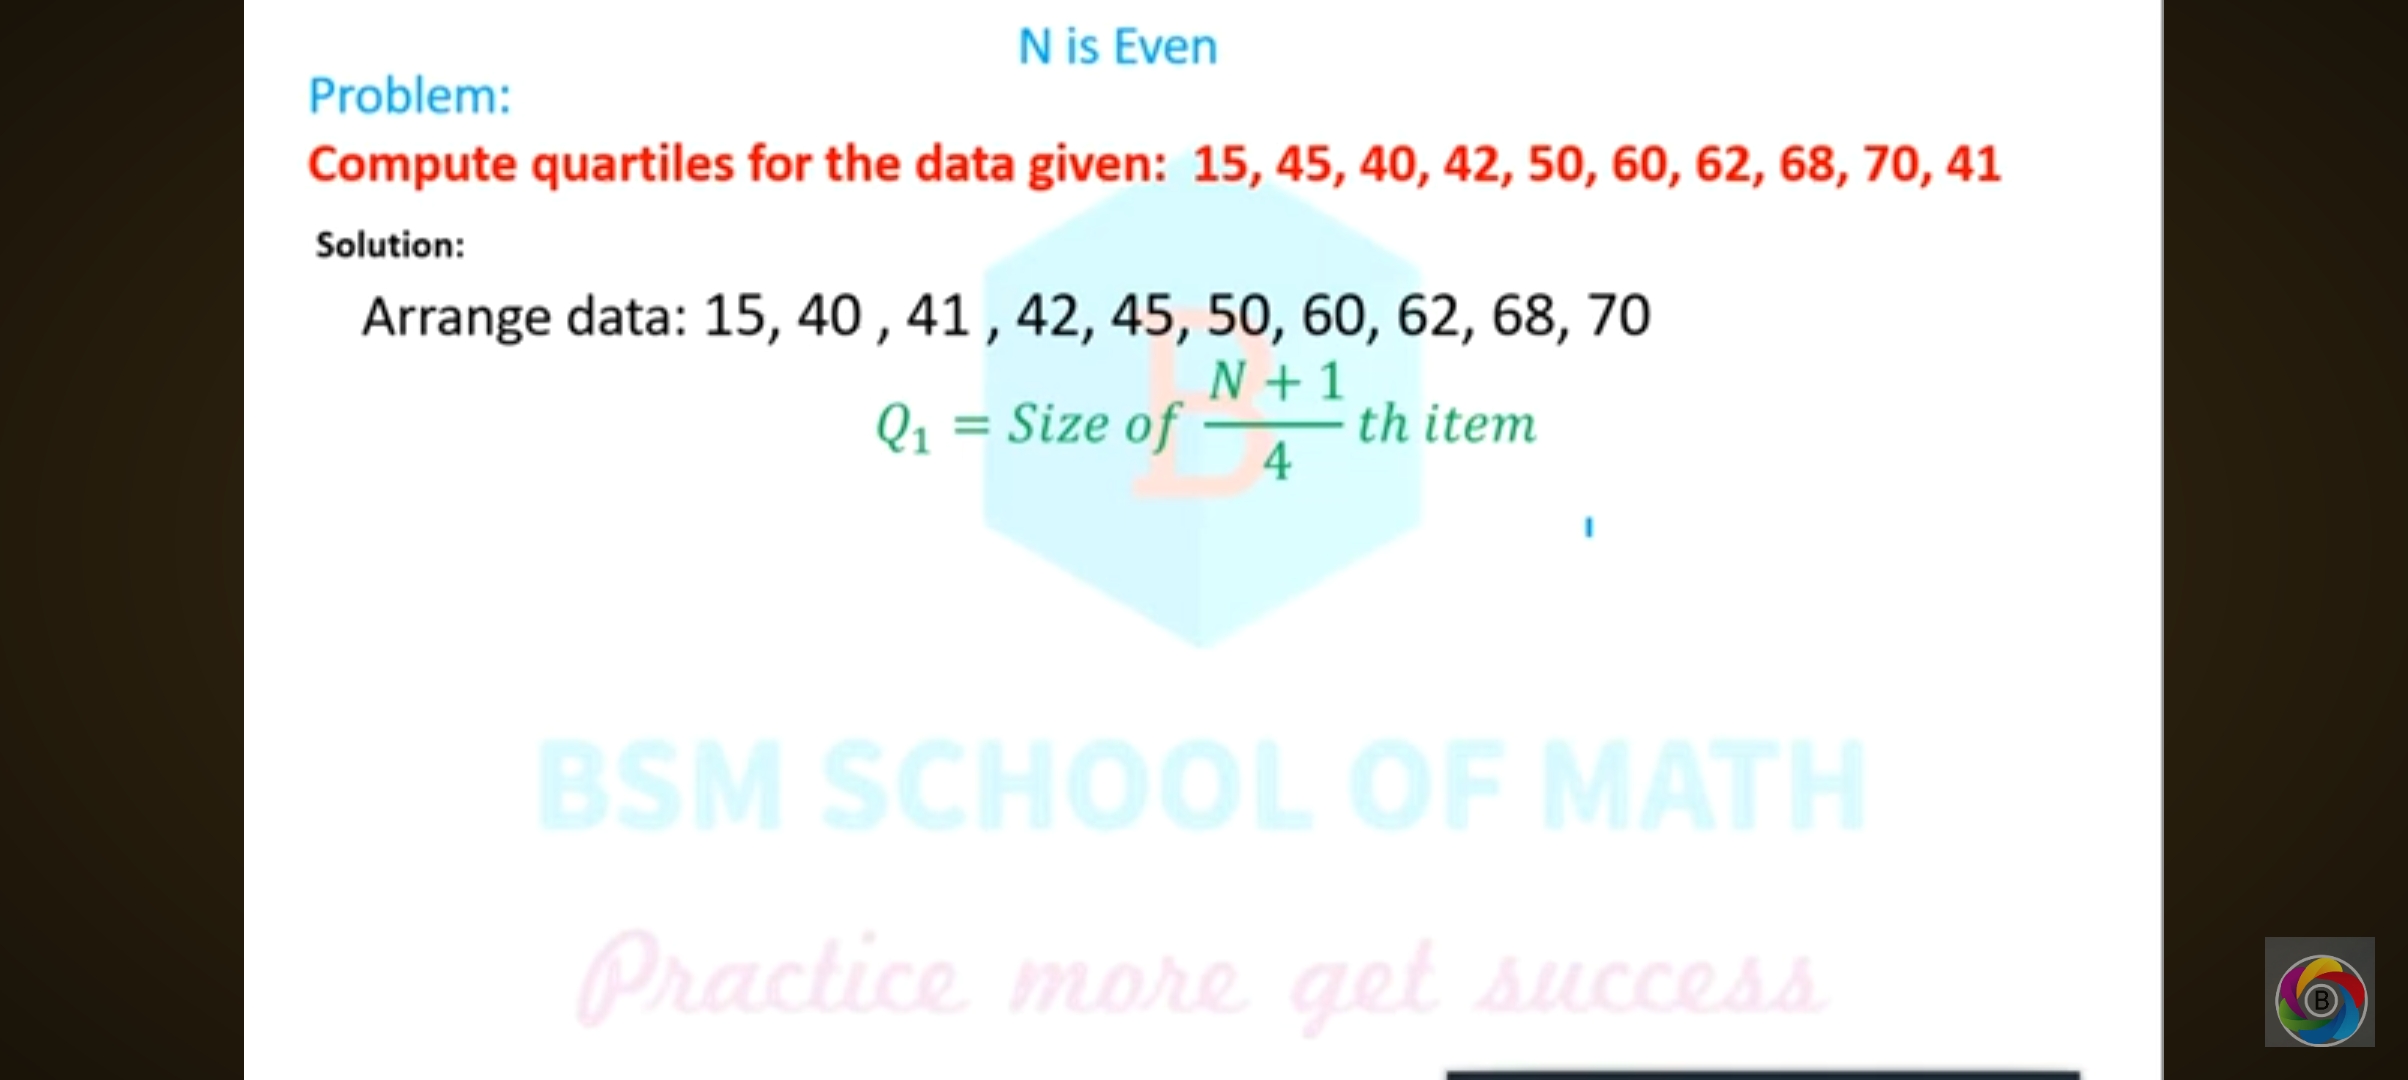 N is Even
Problem:
Compute quartiles for the data given: 15, 45, 40, 42, 50, 60, 62, 68, 70, 41
Solution:
Arrange data: 15, 40 , 41 , 42, 45, 50, 60, 62, 68, 70
Q₁ = Size of (N + 1)/4 th item
B
BSM SCHOOL OF MATH
Practice more get success
B